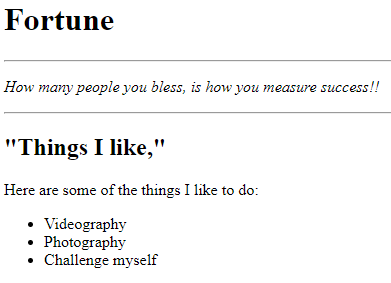 Fortune
How many people you bless, is how you measure success!!
"Things I like,"
Here are some of the things I like to do:
• Videography
• Photography
• Challenge myself